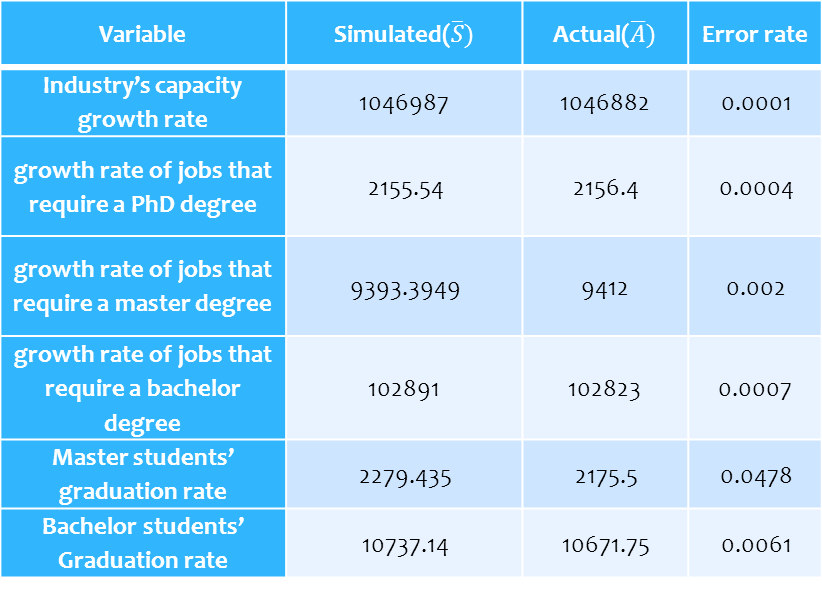 Variable Simulated(S̅) Actual(A̅) Error rate
Industry's capacity
growth rate
1046987 1046882 0.0001
growth rate of jobs that
require a PhD degree
2155.54 2156.4 0.0004
growth rate of jobs that
require a master degree
9393.3949 9412 0.002
growth rate of jobs that
require a bachelor
degree
102891 102823 0.0007
Master students'
graduation rate
2279.435 2175.5 0.0478
Bachelor students'
Graduation rate
10737.14 10671.75 0.0061